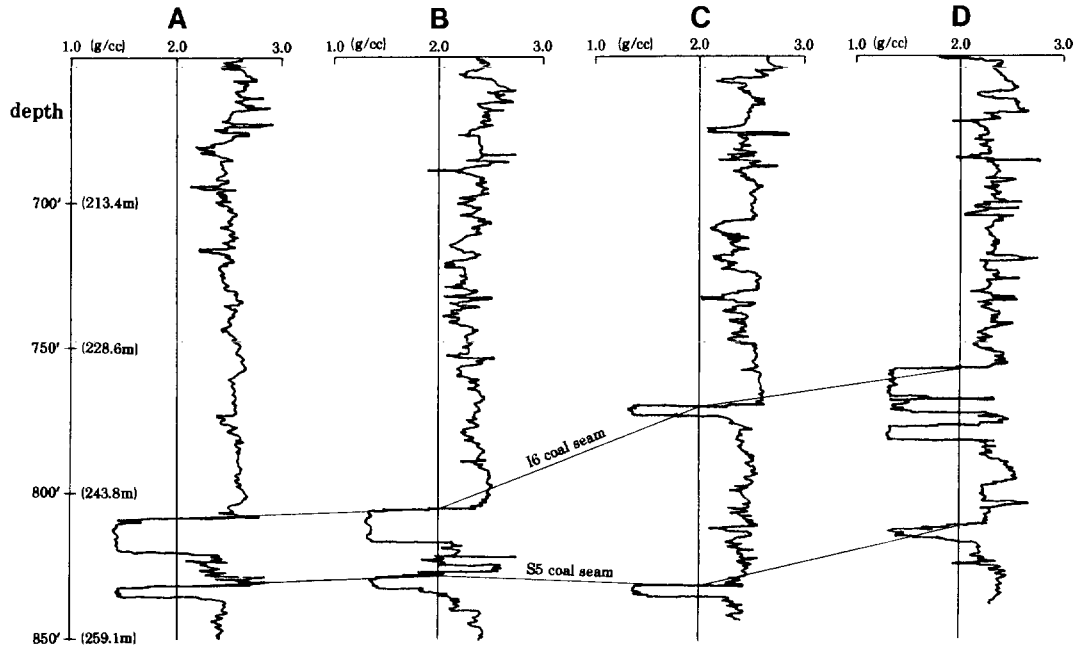 A B C D
1.0 (g/cc) 2.0 3.0 1.0 (g/cc) 2.0 3.0 1.0 (g/cc) 2.0 3.0 1.0 (g/cc) 2.0 3.0
depth
700' (213.4m)
750' (228.6m)
I6 coal seam
800' (243.8m)
S5 coal seam
850' (259.1m)